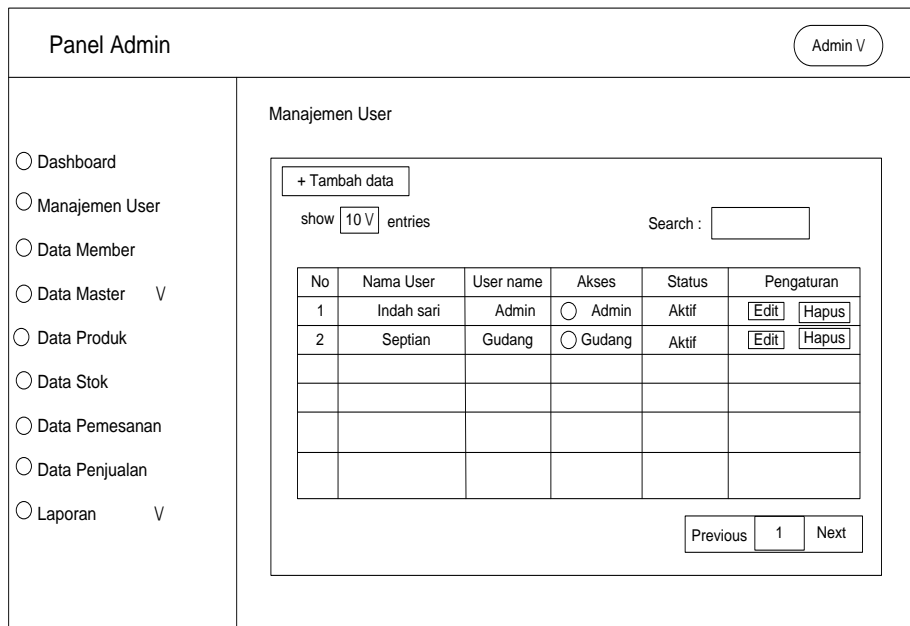 Panel Admin
Admin V
Manajemen User
Dashboard
Manajemen User
Data Member
Data Master V
Data Produk
Data Stok
Data Pemesanan
Data Penjualan
Laporan V
+ Tambah data
show 10 V entries
Search :
No Nama User User name Akses Status Pengaturan
1 Indah sari Admin Admin Aktif Edit Hapus
2 Septian Gudang Gudang Aktif Edit Hapus
Previous 1 Next